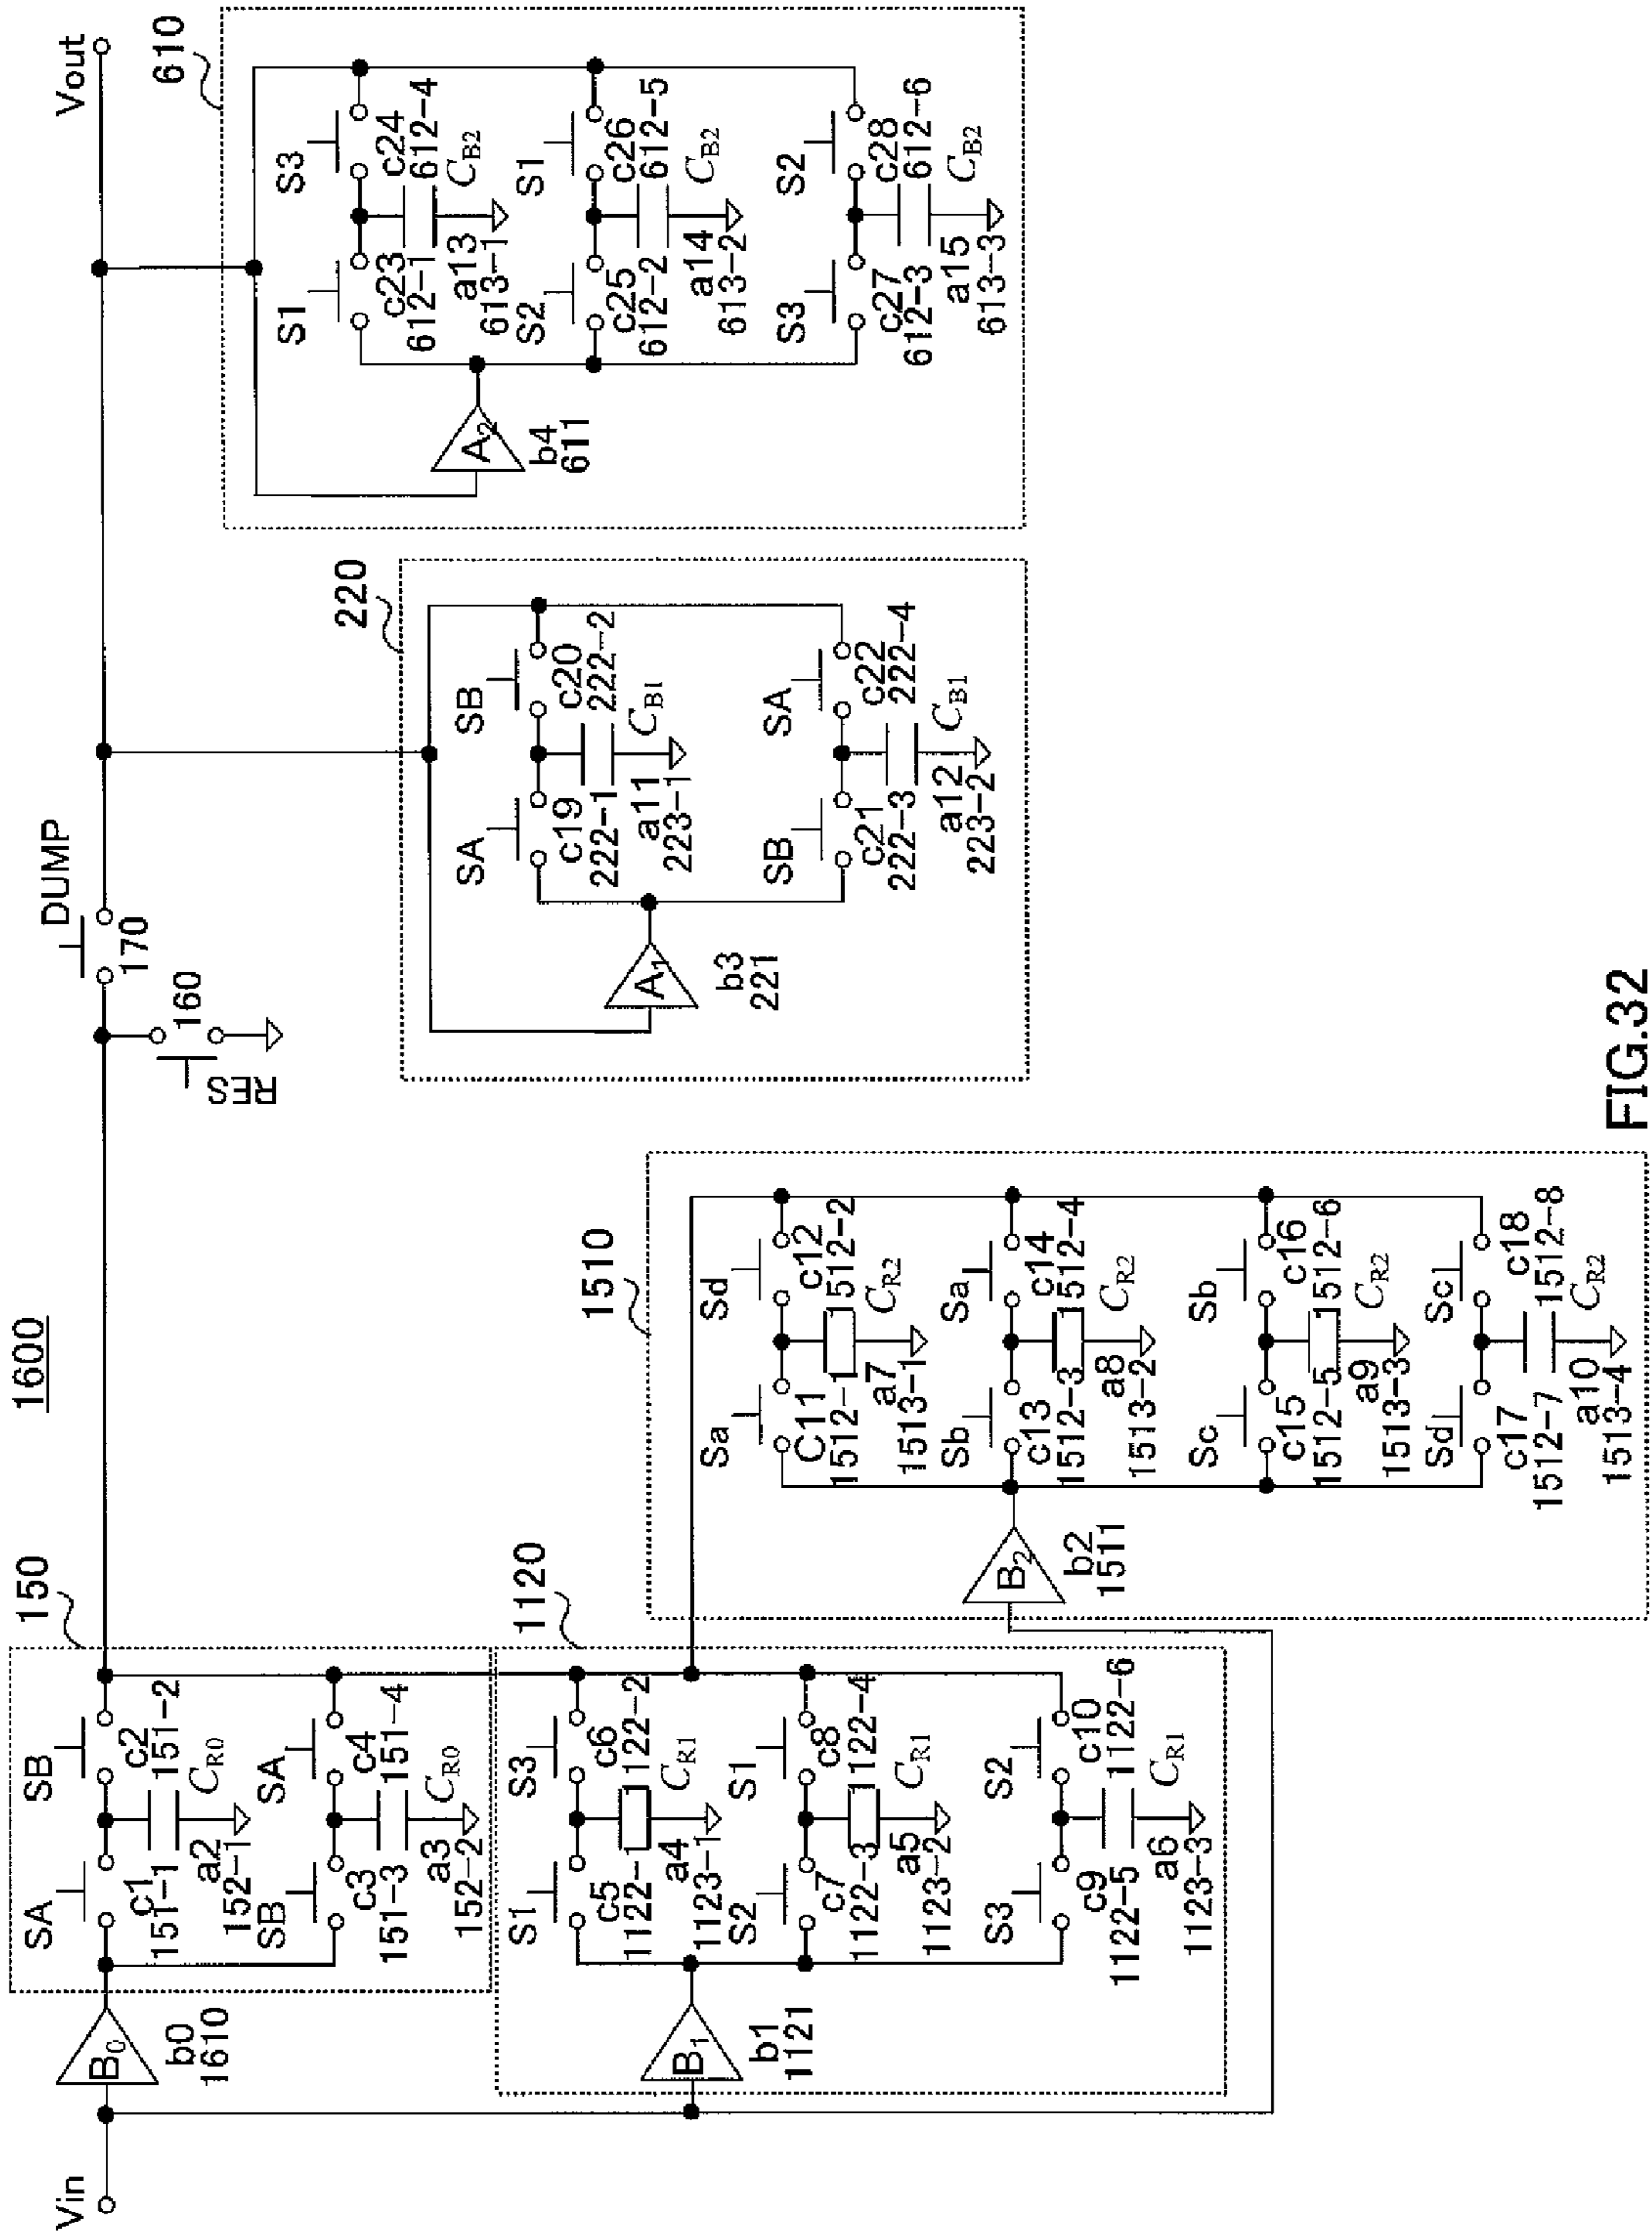 1600
Vin
B0
b0
1610
150
SA
SB
c1
151-1
c2
151-2
a2
152-1
CR0
SB
SA
c3
151-3
c4
151-4
a3
152-2
CR0
1120
B1
b1
1121
S1
S3
c5
1122-1
c6
1122-2
a4
1123-1
CR1
S2
S1
c7
1122-3
c8
1122-4
a5
1123-2
CR1
S3
S2
c9
1122-5
c10
1122-6
a6
1123-3
CR1
1510
B2
b2
1511
Sa
Sd
C11
1512-1
c12
1512-2
a7
1513-1
CR2
Sb
Sa
c13
1512-3
c14
1512-4
a8
1513-2
CR2
Sc
Sb
c15
1512-5
c16
1512-6
a9
1513-3
CR2
Sd
Sc
c17
1512-7
c18
1512-8
a10
1513-4
CR2
RES
160
DUMP
170
220
A1
b3
221
SA
SB
c19
222-1
c20
222-2
a11
223-1
CB1
SB
SA
c21
222-3
c22
222-4
a12
223-2
CB1
Vout
610
A2
b4
611
S1
S3
c23
612-1
c24
612-4
a13
613-1
CB2
S2
S1
c25
612-2
c26
612-5
a14
613-2
CB2
S3
S2
c27
612-3
c28
612-6
a15
613-3
CB2
FIG.32